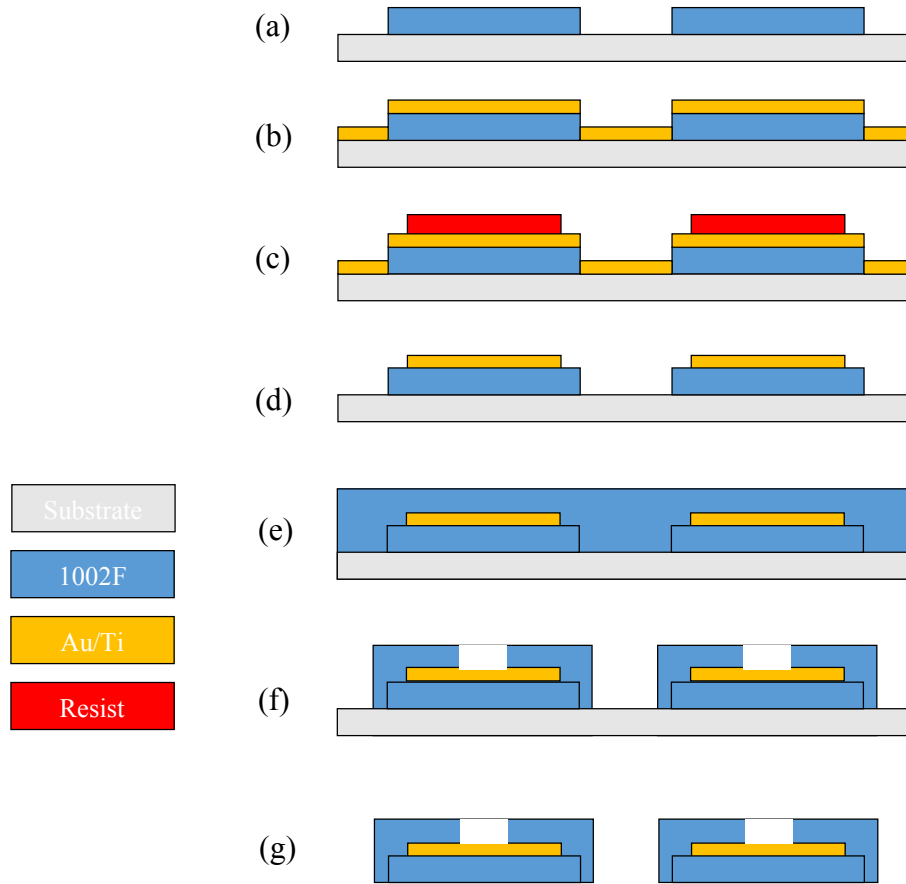 (a)
(b)
(c)
(d)
(e)
Substrate
1002F
Au/Ti
Resist
(f)
(g)